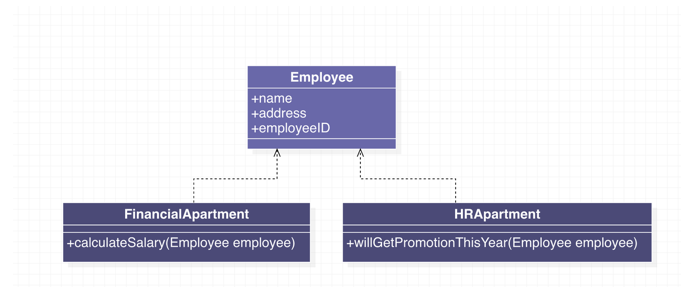 Employee
+name
+address
+employeeID
FinancialApartment
+calculateSalary(Employee employee)
HRApartment
+willGetPromotionThisYear(Employee employee)